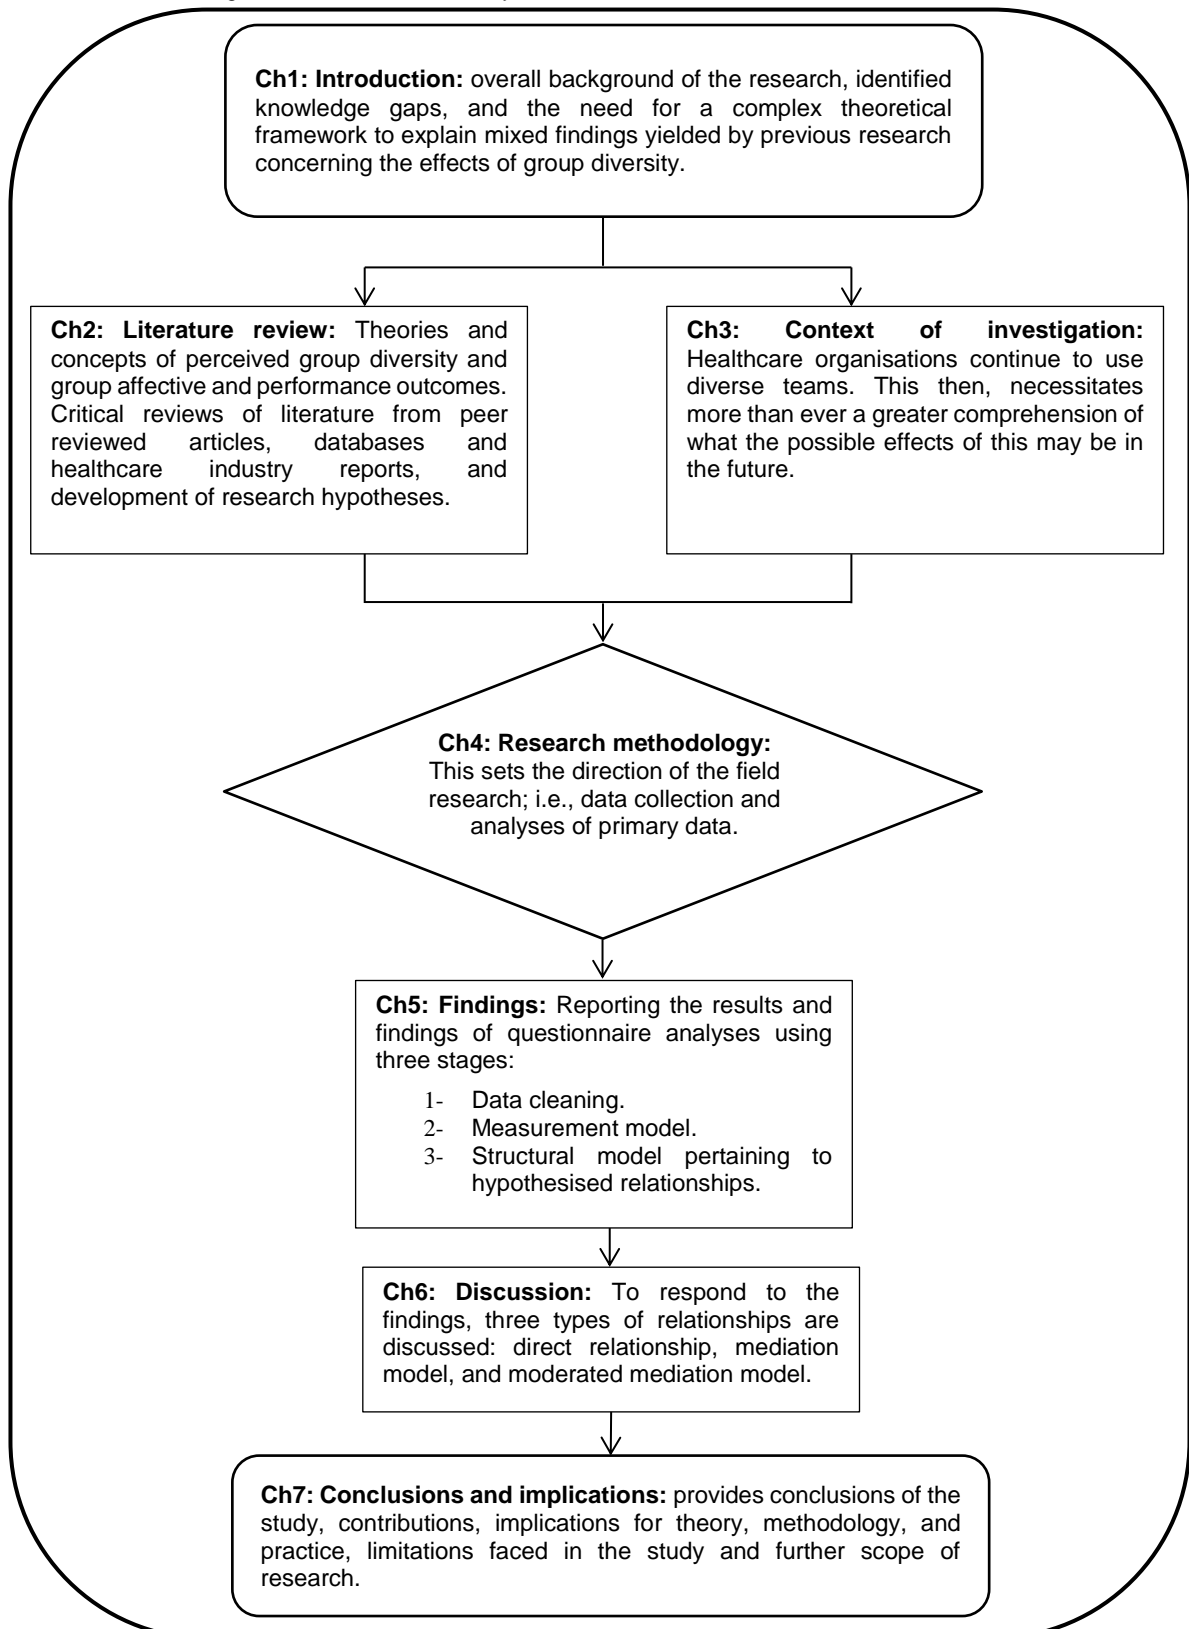 Ch1: Introduction: overall background of the research, identified
knowledge gaps, and the need for a complex theoretical
framework to explain mixed findings yielded by previous research
concerning the effects of group diversity.
Ch2: Literature review: Theories and
concepts of perceived group diversity and
group affective and performance outcomes.
Critical reviews of literature from peer
reviewed articles, databases and
healthcare industry reports, and
development of research hypotheses.
Ch3: Context of investigation:
Healthcare organisations continue to use
diverse teams. This then, necessitates
more than ever a greater comprehension of
what the possible effects of this may be in
the future.
Ch4: Research methodology:
This sets the direction of the field
research; i.e., data collection and
analyses of primary data.
Ch5: Findings: Reporting the results and
findings of questionnaire analyses using
three stages:
1- Data cleaning.
2- Measurement model.
3- Structural model pertaining to
hypothesised relationships.
Ch6: Discussion: To respond to the
findings, three types of relationships are
discussed: direct relationship, mediation
model, and moderated mediation model.
Ch7: Conclusions and implications: provides conclusions of the
study, contributions, implications for theory, methodology, and
practice, limitations faced in the study and further scope of
research.